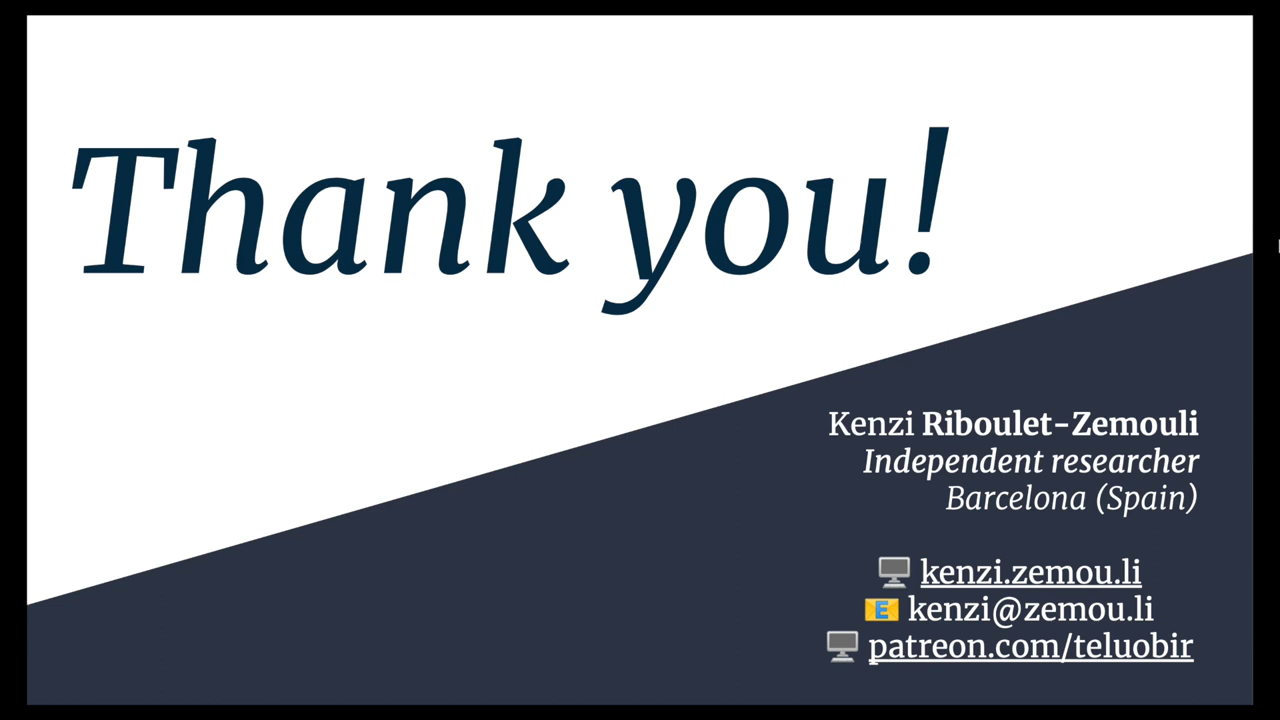 Thank you!
Kenzi Riboulet-Zemouli
Independent researcher
Barcelona (Spain)
🖥️ kenzi.zemou.li
📧 kenzi@zemou.li
🖥️ patreon.com/teluobir